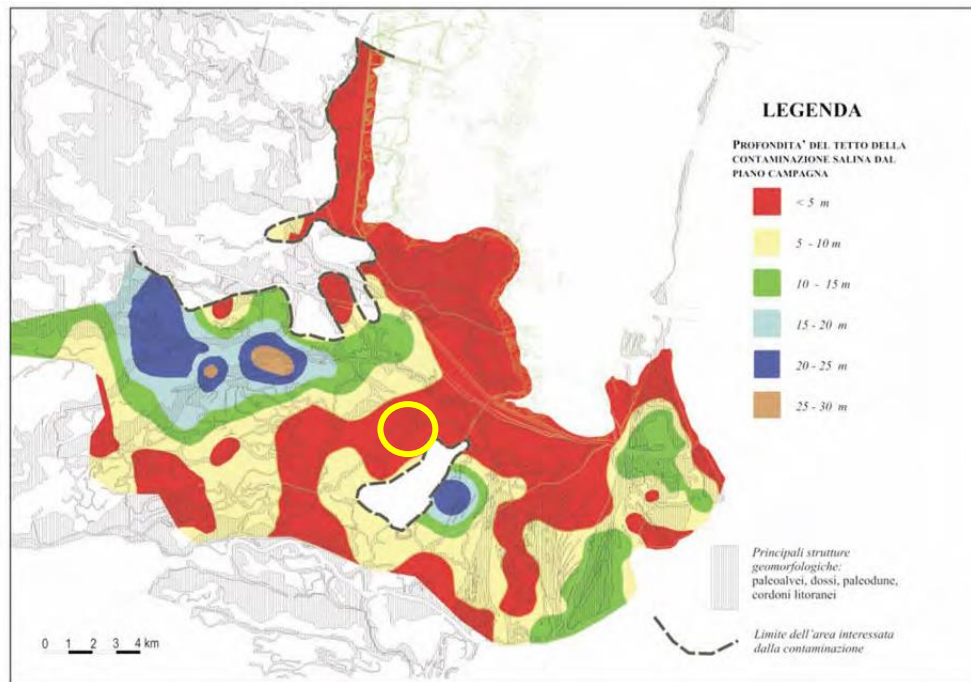 LEGENDA
PROFONDITA' DEL TETTO DELLA
CONTAMINAZIONE SALINA DAL
PIANO CAMPAGNA
< 5 m
5 - 10 m
10 - 15 m
15 - 20 m
20 - 25 m
25 - 30 m
Principali strutture
geomorfologiche:
paleoalvei, dossi, paleodune,
cordoni litoranei
Limite dell'area interessata
dalla contaminazione
0 1 2 3 4 km